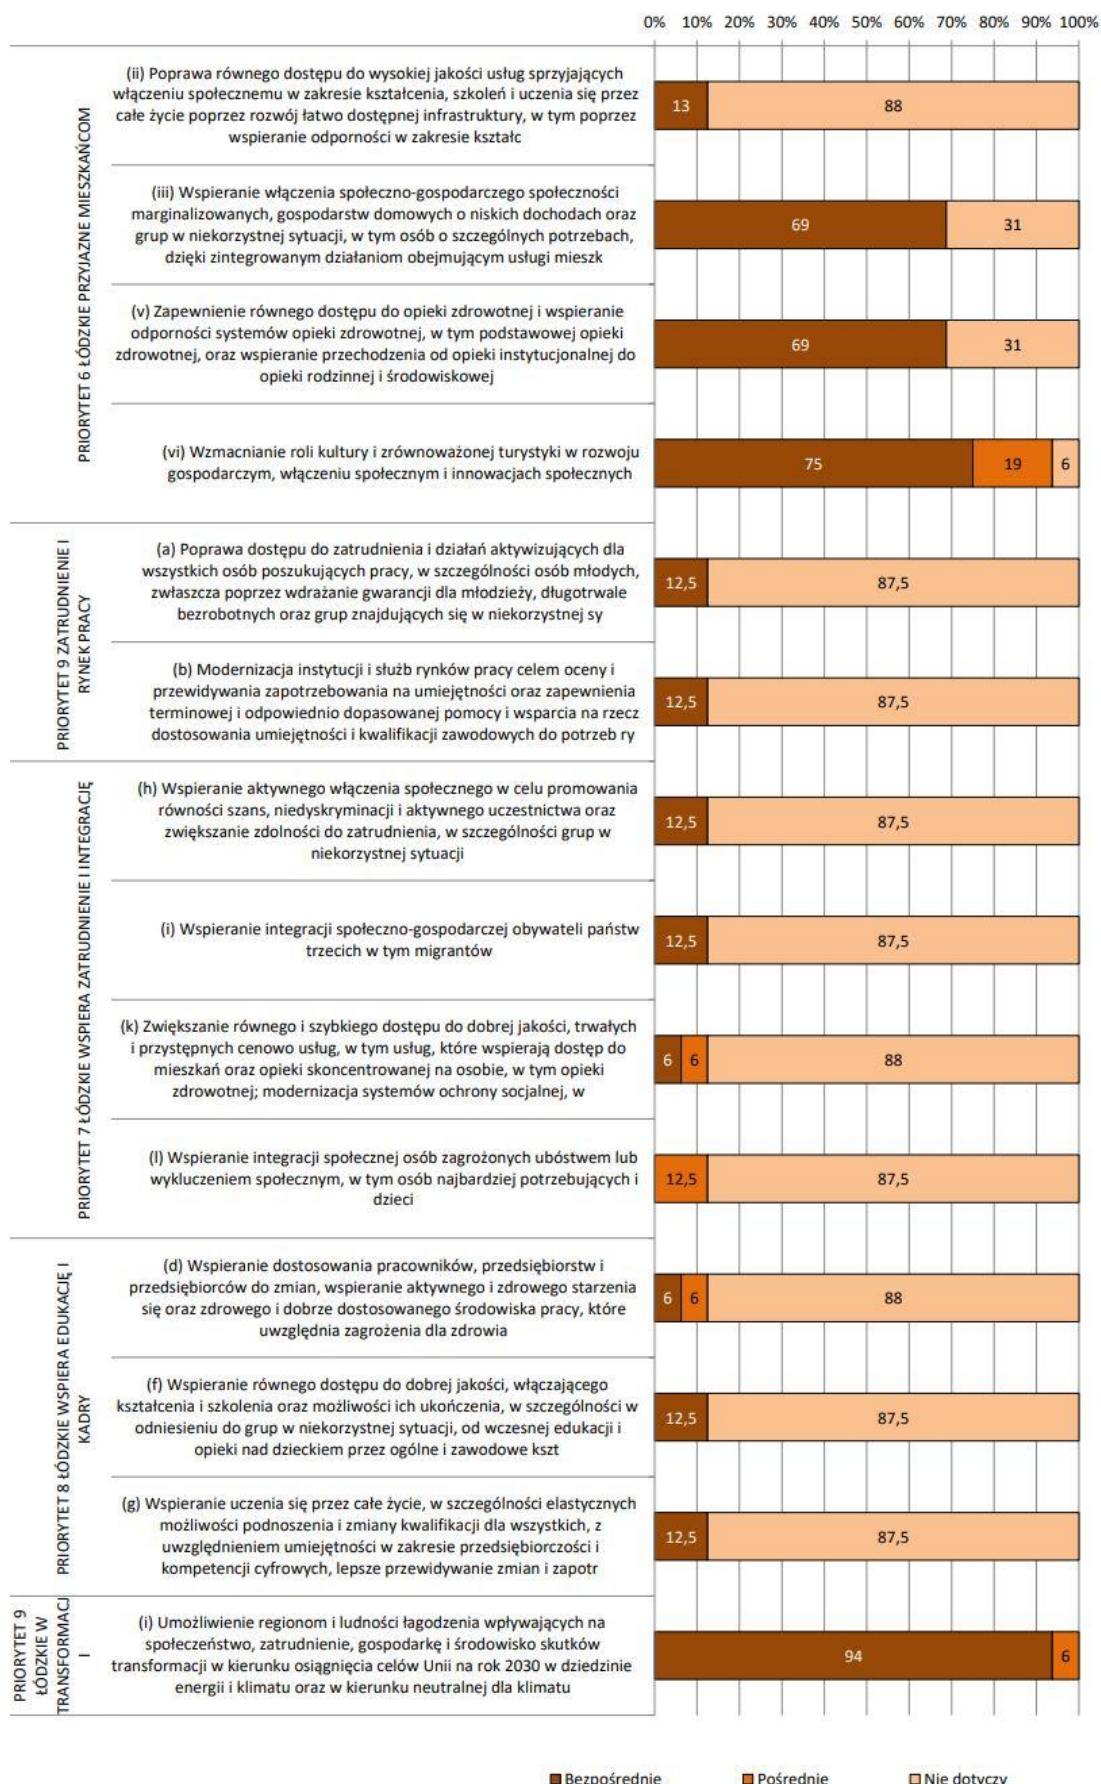 0% 10% 20% 30% 40% 50% 60% 70% 80% 90% 100%
PRIORYTET 6 ŁÓDZKIE PRZYJAZNE MIESZKAŃCOM
(ii) Poprawa równego dostępu do wysokiej jakości usług sprzyjających
włączeniu społecznemu w zakresie kształcenia, szkoleń i uczenia się przez
całe życie poprzez rozwój łatwo dostępnej infrastruktury, w tym poprzez
wspieranie odporności w zakresie kształc
13 88
(iii) Wspieranie włączenia społeczno-gospodarczego społeczności
marginalizowanych, gospodarstw domowych o niskich dochodach oraz
grup w niekorzystnej sytuacji, w tym osób o szczególnych potrzebach,
dzięki zintegrowanym działaniom obejmującym usługi mieszk
69 31
(v) Zapewnienie równego dostępu do opieki zdrowotnej i wspieranie
odporności systemów opieki zdrowotnej, w tym podstawowej opieki
zdrowotnej, oraz wspieranie przechodzenia od opieki instytucjonalnej do
opieki rodzinnej i środowiskowej
69 31
(vi) Wzmacnianie roli kultury i zrównoważonej turystyki w rozwoju
gospodarczym, włączeniu społecznym i innowacjach społecznych
75 19 6
PRIORYTET 9 ZATRUDNIENIE I
RYNEK PRACY
(a) Poprawa dostępu do zatrudnienia i działań aktywizujących dla
wszystkich osób poszukujących pracy, w szczególności osób młodych,
zwłaszcza poprzez wdrażanie gwarancji dla młodzieży, długotrwale
bezrobotnych oraz grup znajdujących się w niekorzystnej sy
12,5 87,5
(b) Modernizacja instytucji i służb rynków pracy celem oceny i
przewidywania zapotrzebowania na umiejętności oraz zapewnienia
terminowej i odpowiednio dopasowanej pomocy i wsparcia na rzecz
dostosowania umiejętności i kwalifikacji zawodowych do potrzeb ry
12,5 87,5
PRIORYTET 7 ŁÓDZKIE WSPIERA ZATRUDNIENIE I INTEGRACJĘ
(h) Wspieranie aktywnego włączenia społecznego w celu promowania
równości szans, niedyskryminacji i aktywnego uczestnictwa oraz
zwiększanie zdolności do zatrudnienia, w szczególności grup w
niekorzystnej sytuacji
12,5 87,5
(i) Wspieranie integracji społeczno-gospodarczej obywateli państw
trzecich w tym migrantów
12,5 87,5
(k) Zwiększanie równego i szybkiego dostępu do dobrej jakości, trwałych
i przystępnych cenowo usług, w tym usług, które wspierają dostęp do
mieszkań oraz opieki skoncentrowanej na osobie, w tym opieki
zdrowotnej; modernizacja systemów ochrony socjalnej, w
6 6 88
(l) Wspieranie integracji społecznej osób zagrożonych ubóstwem lub
wykluczeniem społecznym, w tym osób najbardziej potrzebujących i
dzieci
12,5 87,5
PRIORYTET 8 ŁÓDZKIE WSPIERA EDUKACJĘ I
KADRY
(d) Wspieranie dostosowania pracowników, przedsiębiorstw i
przedsiębiorców do zmian, wspieranie aktywnego i zdrowego starzenia
się oraz zdrowego i dobrze dostosowanego środowiska pracy, które
uwzględnia zagrożenia dla zdrowia
6 6 88
(f) Wspieranie równego dostępu do dobrej jakości, włączającego
kształcenia i szkolenia oraz możliwości ich ukończenia, w szczególności w
odniesieniu do grup w niekorzystnej sytuacji, od wczesnej edukacji i
opieki nad dzieckiem przez ogólne i zawodowe kszt
12,5 87,5
(g) Wspieranie uczenia się przez całe życie, w szczególności elastycznych
możliwości podnoszenia i zmiany kwalifikacji dla wszystkich, z
uwzględnieniem umiejętności w zakresie przedsiębiorczości i
kompetencji cyfrowych, lepsze przewidywanie zmian i zapotr
12,5 87,5
PRIORYTET 9
ŁÓDZKIE W
TRANSFORMACJ
I
(i) Umożliwienie regionom i ludności łagodzenia wpływających na
społeczeństwo, zatrudnienie, gospodarkę i środowisko skutków
transformacji w kierunku osiągnięcia celów Unii na rok 2030 w dziedzinie
energii i klimatu oraz w kierunku neutralnej dla klimatu
94 6
Bezpośrednie Pośrednie Nie dotyczy